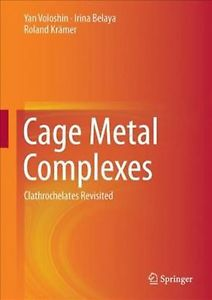 Yan Voloshin · Irina Belaya
Roland Krämer
Cage Metal
Complexes
Clathrochelates Revisited
Springer